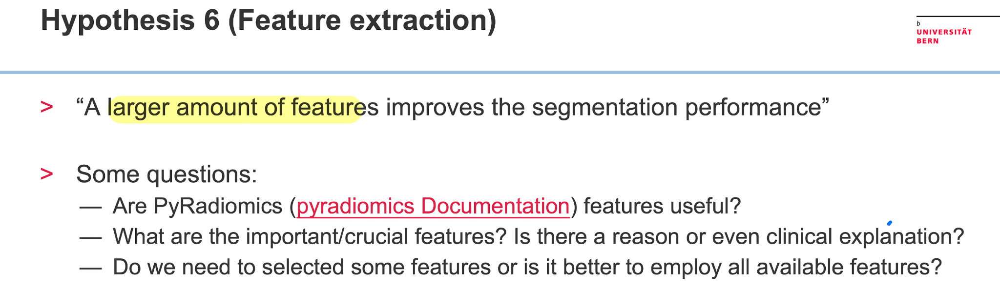 Hypothesis 6 (Feature extraction)
b
UNIVERSITÄT
BERN
> “A larger amount of features improves the segmentation performance”
> Some questions:
— Are PyRadiomics (pyradiomics Documentation) features useful?
— What are the important/crucial features? Is there a reason or even clinical explanation?
— Do we need to selected some features or is it better to employ all available features?